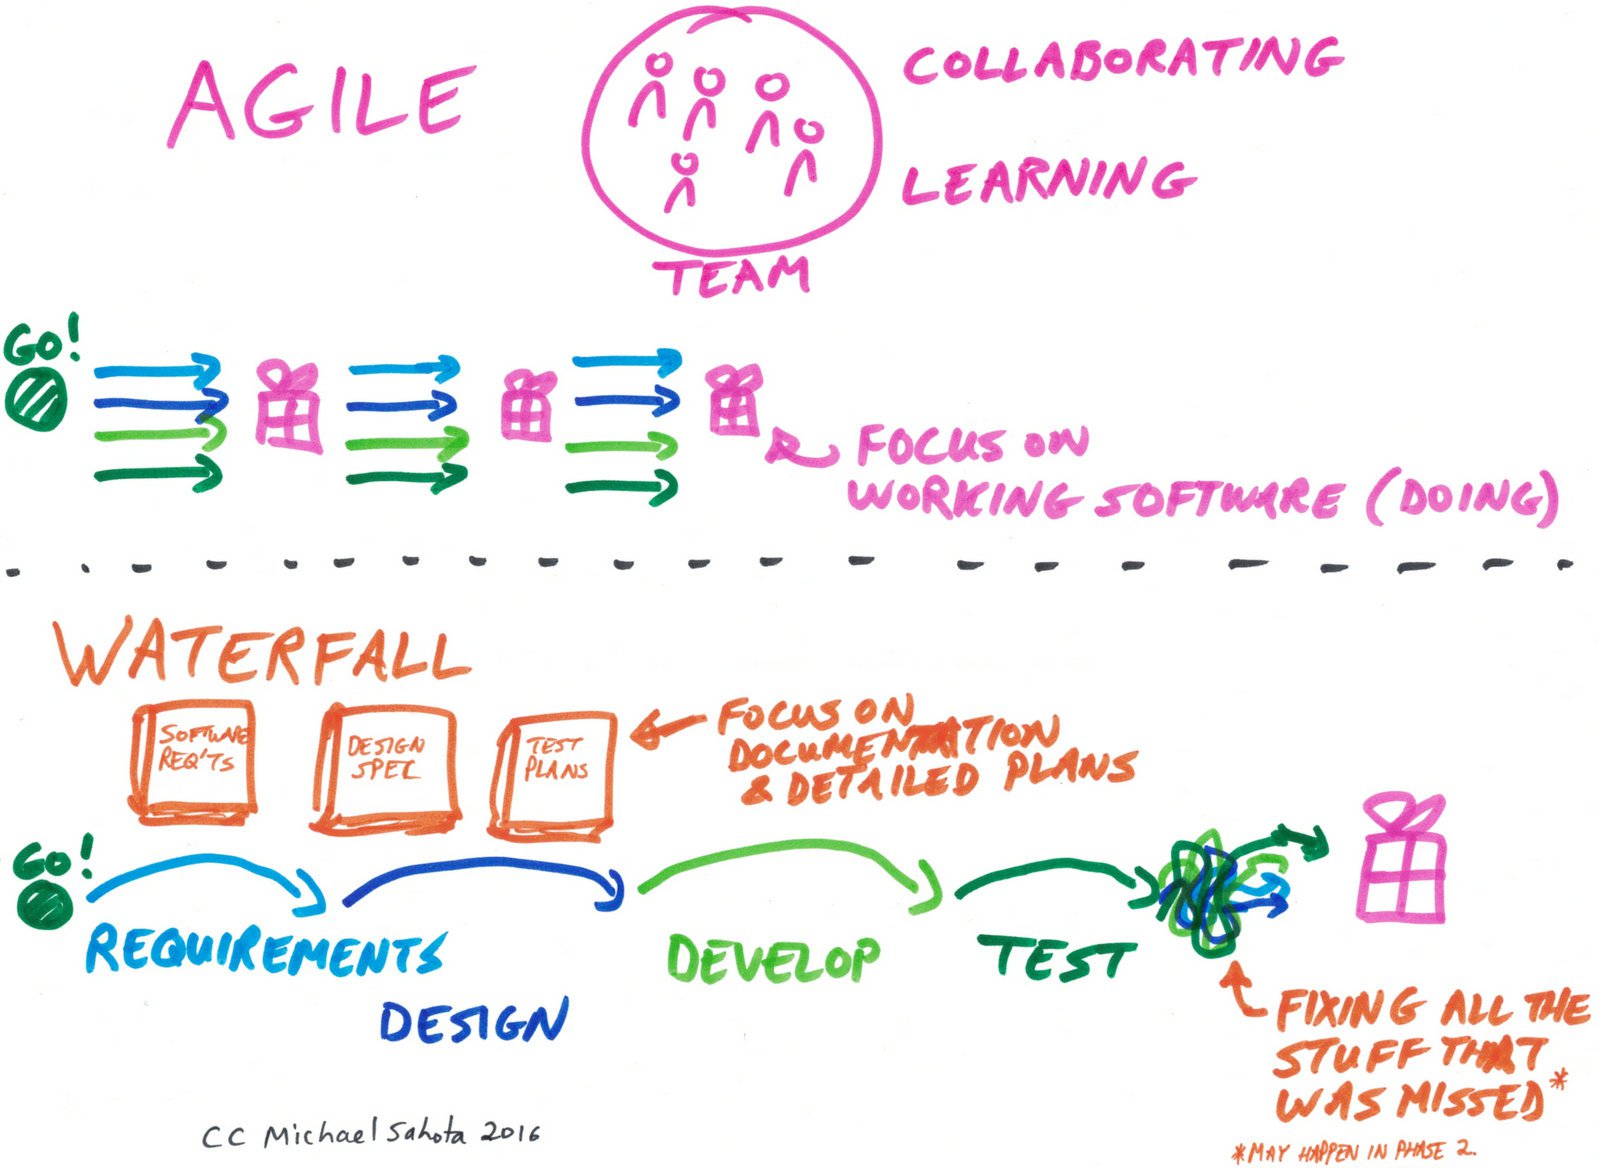 AGILE
COLLABORATING
LEARNING
TEAM
GO!
FOCUS ON
WORKING SOFTWARE (DOING)
WATERFALL
SOFTWARE
REQ'TS
DESIGN
SPEC
TEST
PLANS
FOCUS ON
DOCUMENTATION
& DETAILED PLANS
GO!
REQUIREMENTS
DESIGN
DEVELOP
TEST
FIXING ALL THE
STUFF THAT
WAS MISSED*
*MAY HAPPEN IN PHASE 2.
CC Michael Sahota 2016